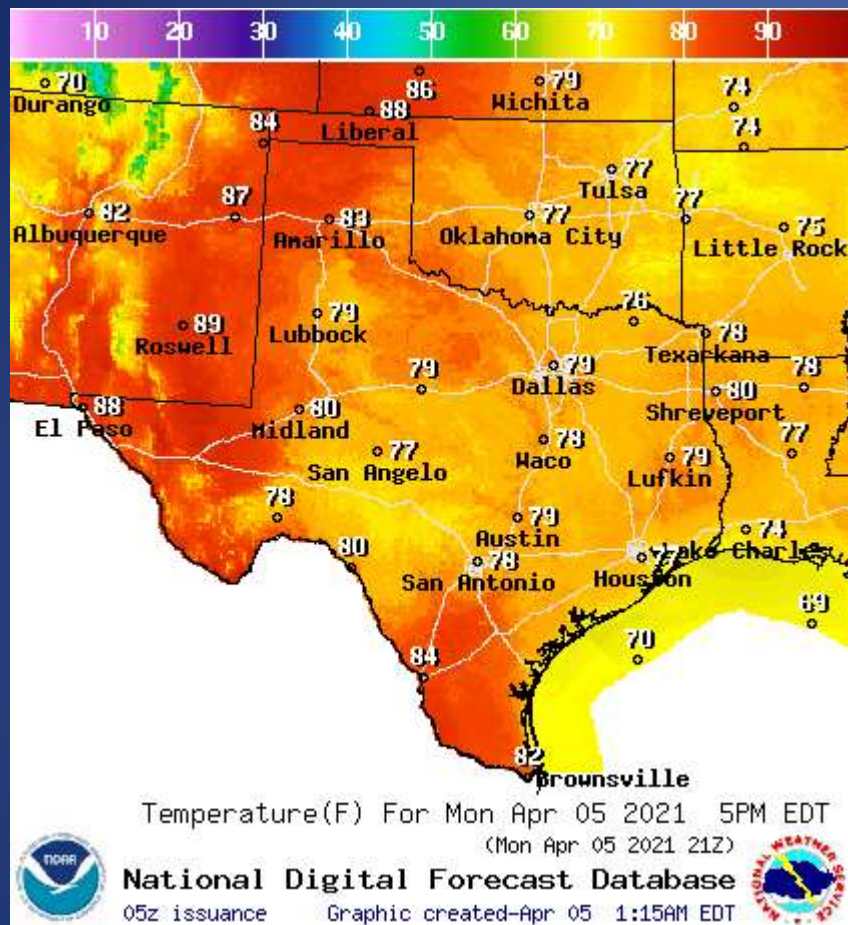 10 20 30 40 50 60 70 80 90
70
Durango
86
79
Wichita
74
88
Liberal
84
74
77
Tulsa
82
Albuquerque
87
83
Amarillo
77
Oklahoma City
77
75
Little Rock
89
Roswell
79
Lubbock
76
78
Texarkana
79
79
Dallas
78
80
Shreveport
88
El Paso
80
Midland
77
San Angelo
78
Waco
79
Lufkin
77
78
79
Austin
74
Lake Charles
80
78
San Antonio
77
Houston
69
70
84
82
Brownsville
Temperature(F) For Mon Apr 05 2021 5PM EDT
(Mon Apr 05 2021 21Z)
NOAA
National Digital Forecast Database
05z issuance Graphic created-Apr 05 1:15AM EDT
NATIONAL WEATHER SERVICE